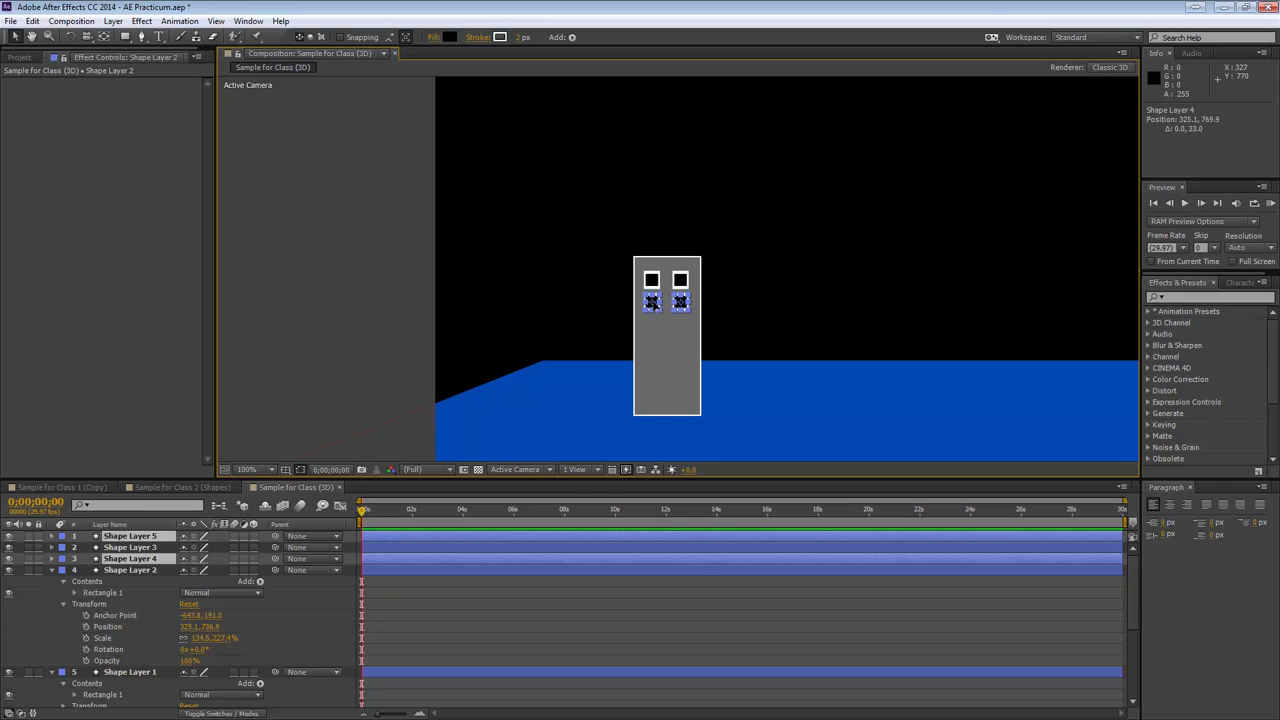 Adobe After Effects CC 2014 - AE Practicum.aep *
File Edit Composition Layer Effect Animation View Window Help
Snapping Fill: Stroke: 2 px Add: Workspace: Standard Search Help
Project Effect Controls: Shape Layer 2 Composition: Sample for Class (3D) Info Audio
Sample for Class (3D) • Shape Layer 2 Sample for Class (3D) Renderer: Classic 3D
Active Camera
R: 0 X: 327
G: 0 Y: 770
B: 0
A: 255
Shape Layer 4
Position: 325.1, 769.9
Δ: 0.0, 33.0
Preview
RAM Preview Options
Frame Rate Skip Resolution
(29.97) 0 Auto
From Current Time Full Screen
Effects & Presets
* Animation Presets
3D Channel
Audio
Blur & Sharpen
Channel
CINEMA 4D
Color Correction
Distort
Expression Controls
Generate
Keying
Matte
Noise & Grain
Obsolete
100% 0;00;00;00 (Full) Active Camera 1 View +0.0
Sample for Class 1 (Copy) Sample for Class 2 (Shapes) Sample for Class (3D) Paragraph
0;00;00;00
00000 (29.97 fps)
# Layer Name Parent
02s 04s 06s 08s 10s 12s 14s 16s 18s 20s 22s 24s 26s 28s 30s
1 Shape Layer 5 None
2 Shape Layer 3 None
3 Shape Layer 4 None
4 Shape Layer 2 None
Contents Add:
Rectangle 1 Normal
Transform Reset
Anchor Point -643.8,191.0
Position 325.1,736.9
Scale 134.5,227.4%
Rotation 0x+0.0°
Opacity 100%
5 Shape Layer 1 None
Contents Add:
Rectangle 1 Normal
Toggle Switches / Modes
0 px 0 px 0 px
0 px 0 px